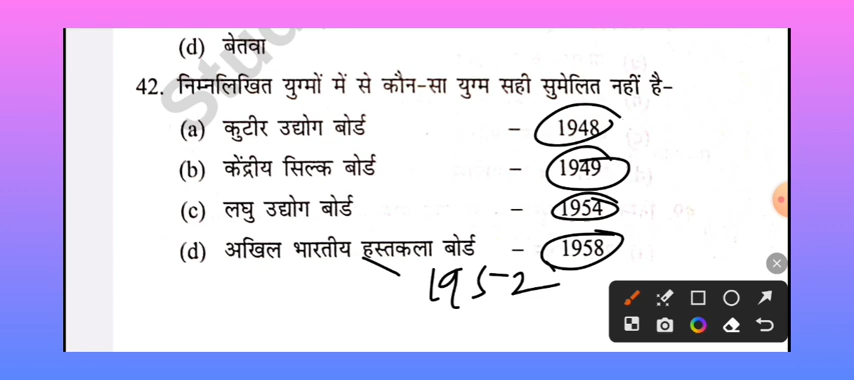 (d) बेतवा
42. निम्नलिखित युग्मों में से कौन-सा युग्म सही सुमेलित नहीं है-
(a) कुटीर उद्योग बोर्ड - 1948
(b) केंद्रीय सिल्क बोर्ड - 1949
(c) लघु उद्योग बोर्ड - 1954
(d) अखिल भारतीय हस्तकला बोर्ड - 1958
1952